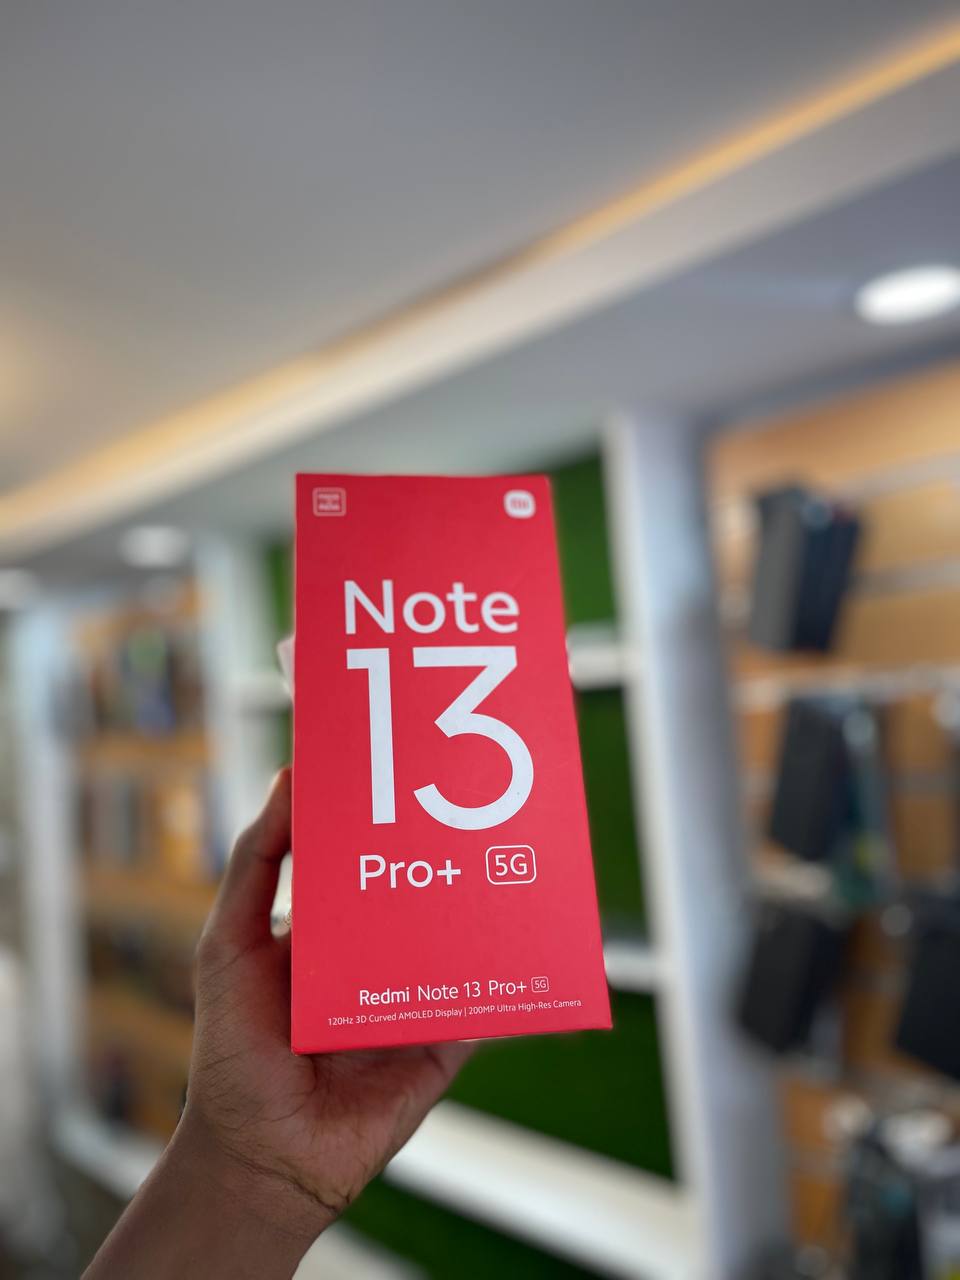 Note
13
Pro+ 5G
Redmi Note 13 Pro+ 5G
120Hz 3D Curved AMOLED Display | 200MP Ultra High-Res Camera